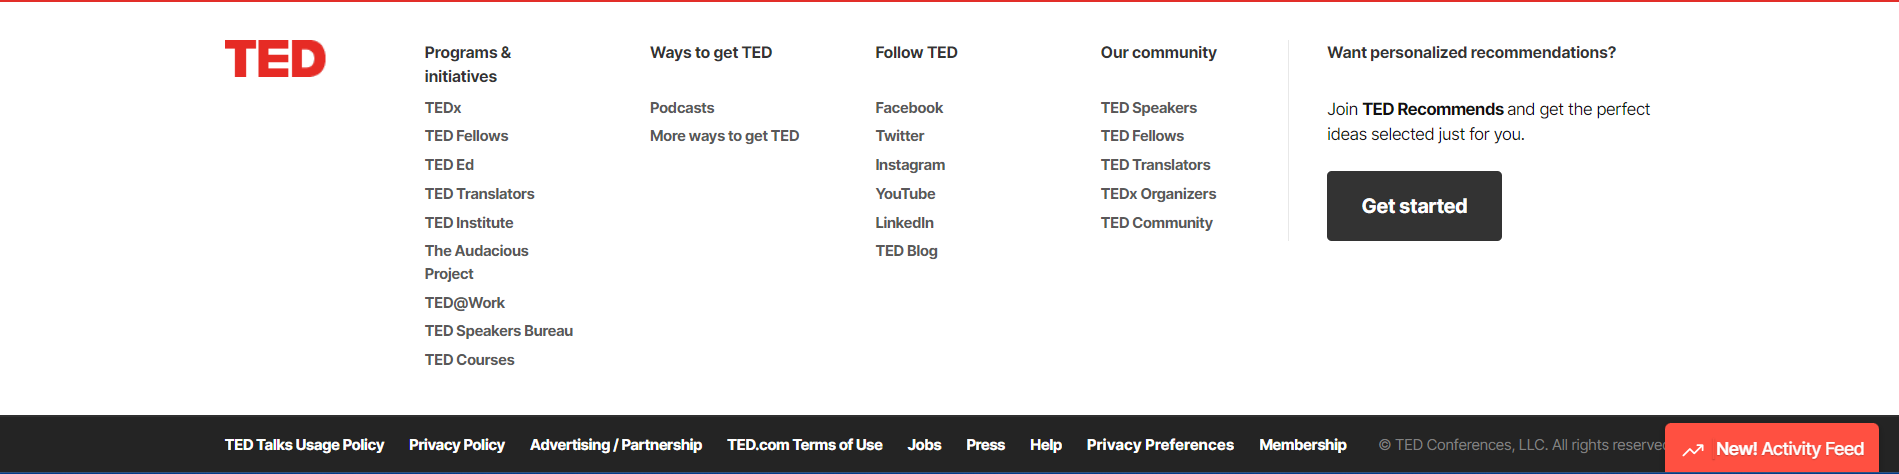 TED
Programs &
initiatives
TEDx
TED Fellows
TED Ed
TED Translators
TED Institute
The Audacious
Project
TED@Work
TED Speakers Bureau
TED Courses
Ways to get TED
Podcasts
More ways to get TED
Follow TED
Facebook
Twitter
Instagram
YouTube
LinkedIn
TED Blog
Our community
TED Speakers
TED Fellows
TED Translators
TEDx Organizers
TED Community
Want personalized recommendations?
Join TED Recommends and get the perfect
ideas selected just for you.
Get started
TED Talks Usage Policy Privacy Policy Advertising / Partnership TED.com Terms of Use Jobs Press Help Privacy Preferences Membership © TED Conferences, LLC. All rights reserved
New! Activity Feed